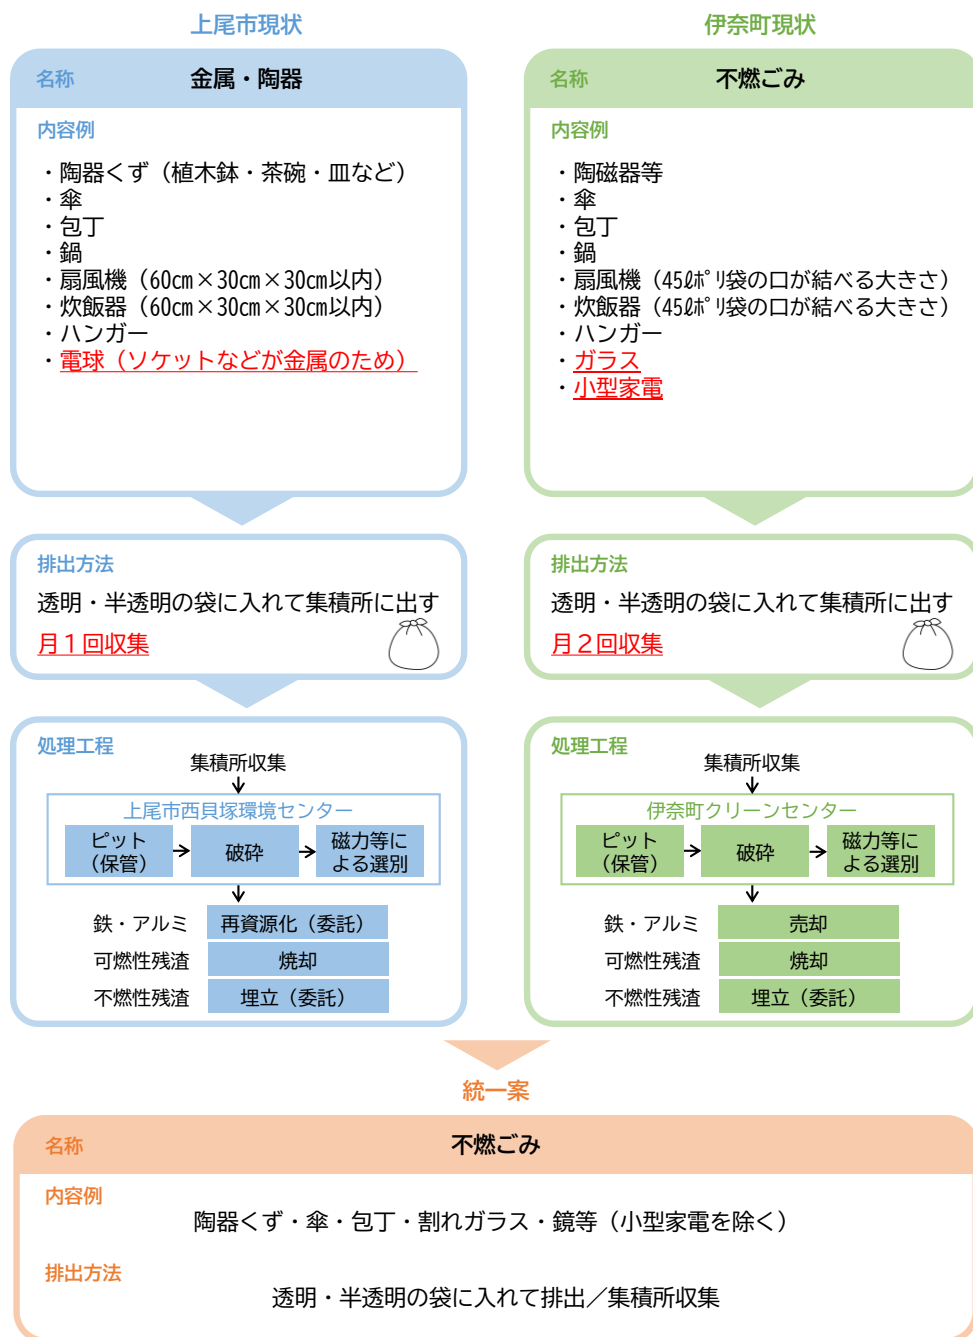 上尾市現状
名称 金属・陶器
内容例
・陶器くず（植木鉢・茶碗・皿など）
・傘
・包丁
・鍋
・扇風機（60cm×30cm×30cm以内）
・炊飯器（60cm×30cm×30cm以内）
・ハンガー
・電球（ソケットなどが金属のため）
排出方法
透明・半透明の袋に入れて集積所に出す
月１回収集
処理工程
集積所収集
上尾市西貝塚環境センター
ピット（保管） → 破砕 → 磁力等による選別
鉄・アルミ 再資源化（委託）
可燃性残渣 焼却
不燃性残渣 埋立（委託）
伊奈町現状
名称 不燃ごみ
内容例
・陶磁器等
・傘
・包丁
・鍋
・扇風機（45ℓﾎﾟﾘ袋の口が結べる大きさ）
・炊飯器（45ℓﾎﾟﾘ袋の口が結べる大きさ）
・ハンガー
・ガラス
・小型家電
排出方法
透明・半透明の袋に入れて集積所に出す
月２回収集
処理工程
集積所収集
伊奈町クリーンセンター
ピット（保管） → 破砕 → 磁力等による選別
鉄・アルミ 売却
可燃性残渣 焼却
不燃性残渣 埋立（委託）
統一案
名称 不燃ごみ
内容例
陶器くず・傘・包丁・割れガラス・鏡等（小型家電を除く）
排出方法
透明・半透明の袋に入れて排出／集積所収集